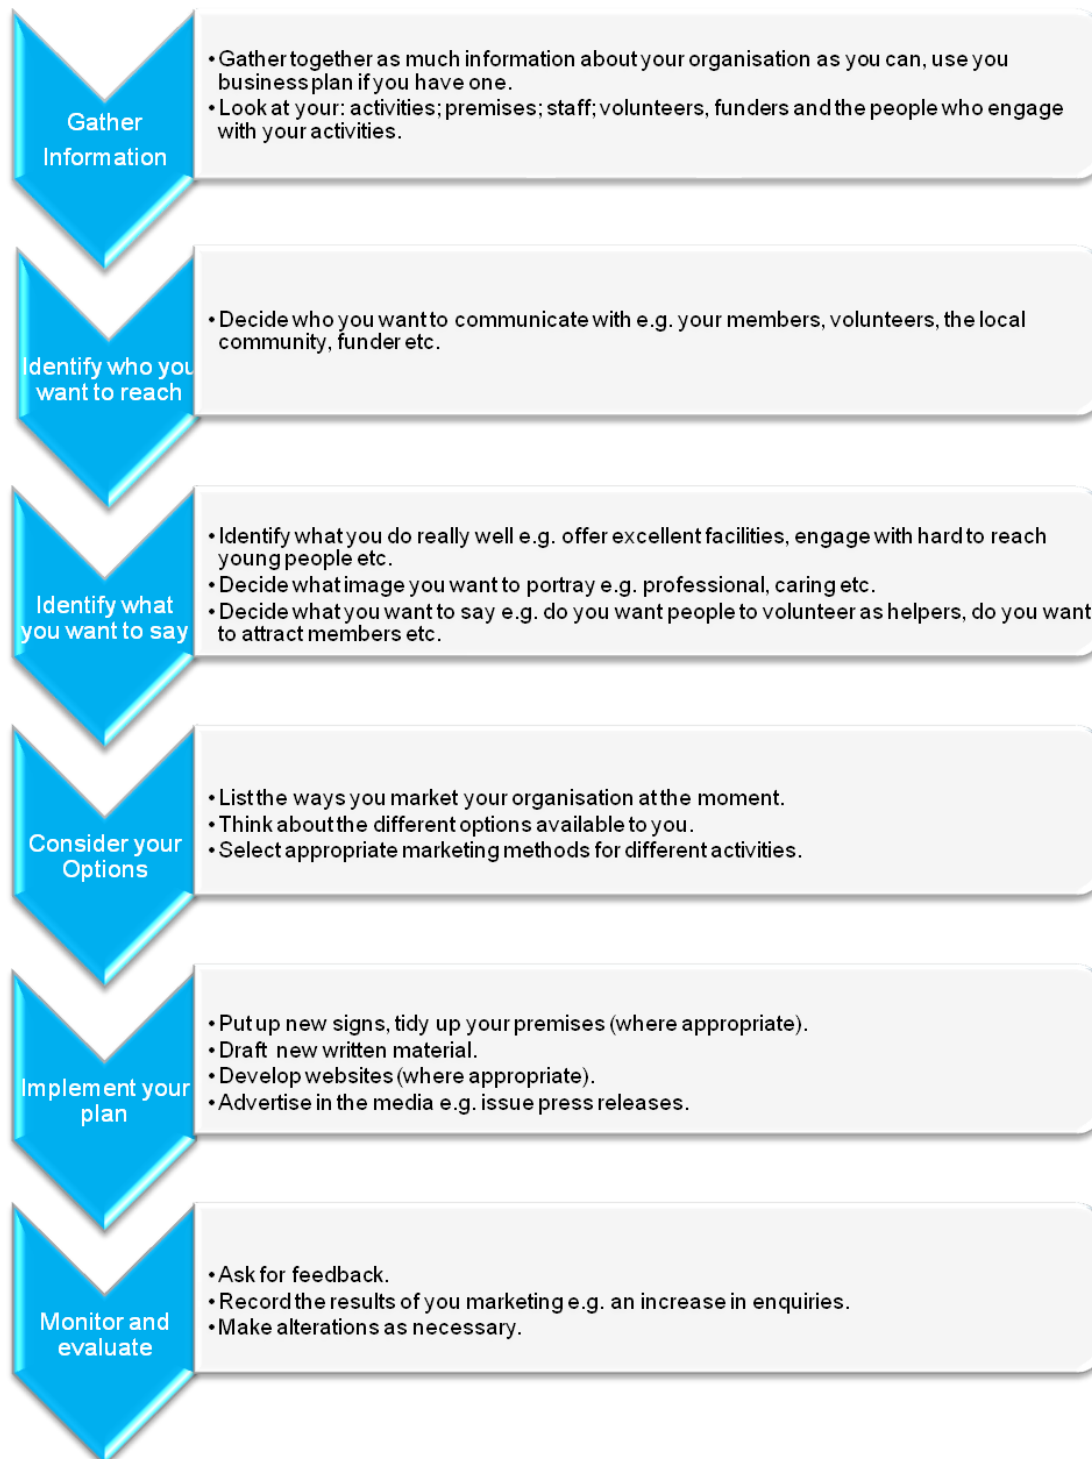 Gather
Information
• Gather together as much information about your organisation as you can, use you
business plan if you have one.
• Look at your: activities; premises; staff; volunteers, funders and the people who engage
with your activities.
Identify who you
want to reach
• Decide who you want to communicate with e.g. your members, volunteers, the local
community, funder etc.
Identify what
you want to say
• Identify what you do really well e.g. offer excellent facilities, engage with hard to reach
young people etc.
• Decide what image you want to portray e.g. professional, caring etc.
• Decide what you want to say e.g. do you want people to volunteer as helpers, do you want
to attract members etc.
Consider your
Options
• List the ways you market your organisation at the moment.
• Think about the different options available to you.
• Select appropriate marketing methods for different activities.
Implement your
plan
• Put up new signs, tidy up your premises (where appropriate).
• Draft new written material.
• Develop websites (where appropriate).
• Advertise in the media e.g. issue press releases.
Monitor and
evaluate
• Ask for feedback.
• Record the results of you marketing e.g. an increase in enquiries.
• Make alterations as necessary.